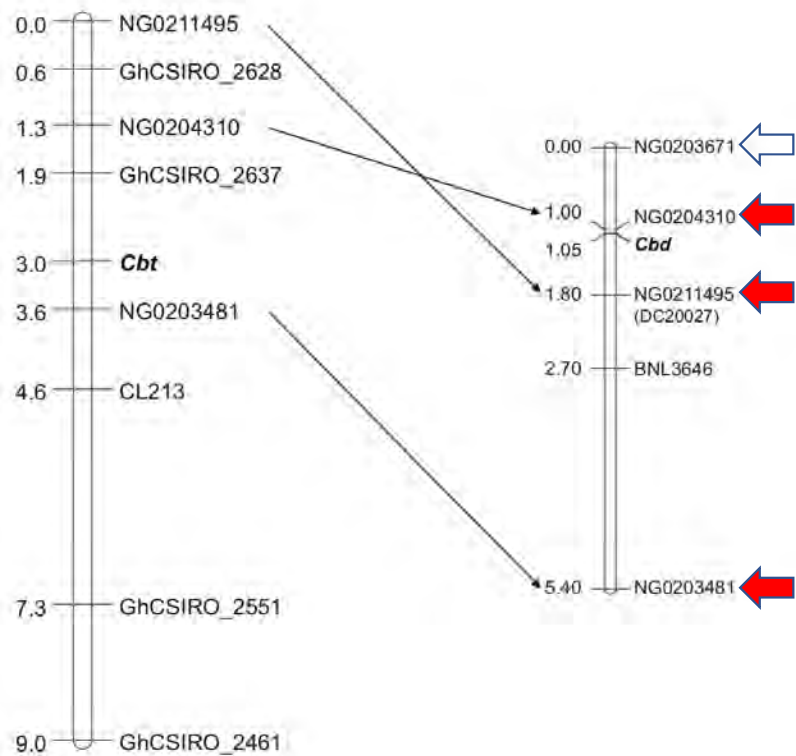 0.0 NG0211495
0.6 GhCSIRO_2628
1.3 NG0204310
1.9 GhCSIRO_2637
3.0 Cbt
3.6 NG0203481
4.6 CL213
7.3 GhCSIRO_2551
9.0 GhCSIRO_2461
0.00 NG0203671
1.00 NG0204310
1.05 Cbd
1.80 NG0211495
(DC20027)
2.70 BNL3646
5.40 NG0203481